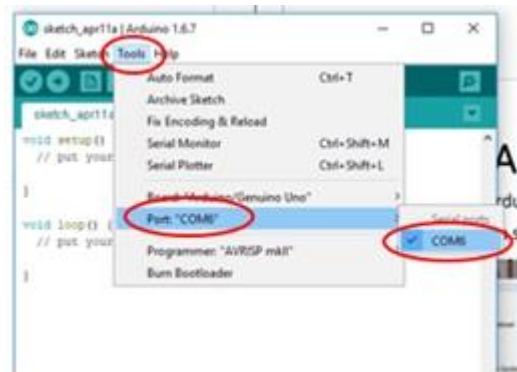 sketch_apr11a | Arduino 1.6.7
File Edit Sketch Tools Help
Auto Format Ctrl+T
Archive Sketch
Fix Encoding & Reload
Serial Monitor Ctrl+Shift+M
Serial Plotter Ctrl+Shift+L
Board: "Arduino/Genuino Uno"
Port: "COM6"
Serial ports
COM6
Programmer: "AVRISP mkII"
Burn Bootloader
sketch_apr11a
void setup()
// put your
}
void loop() {
// put your
}
A